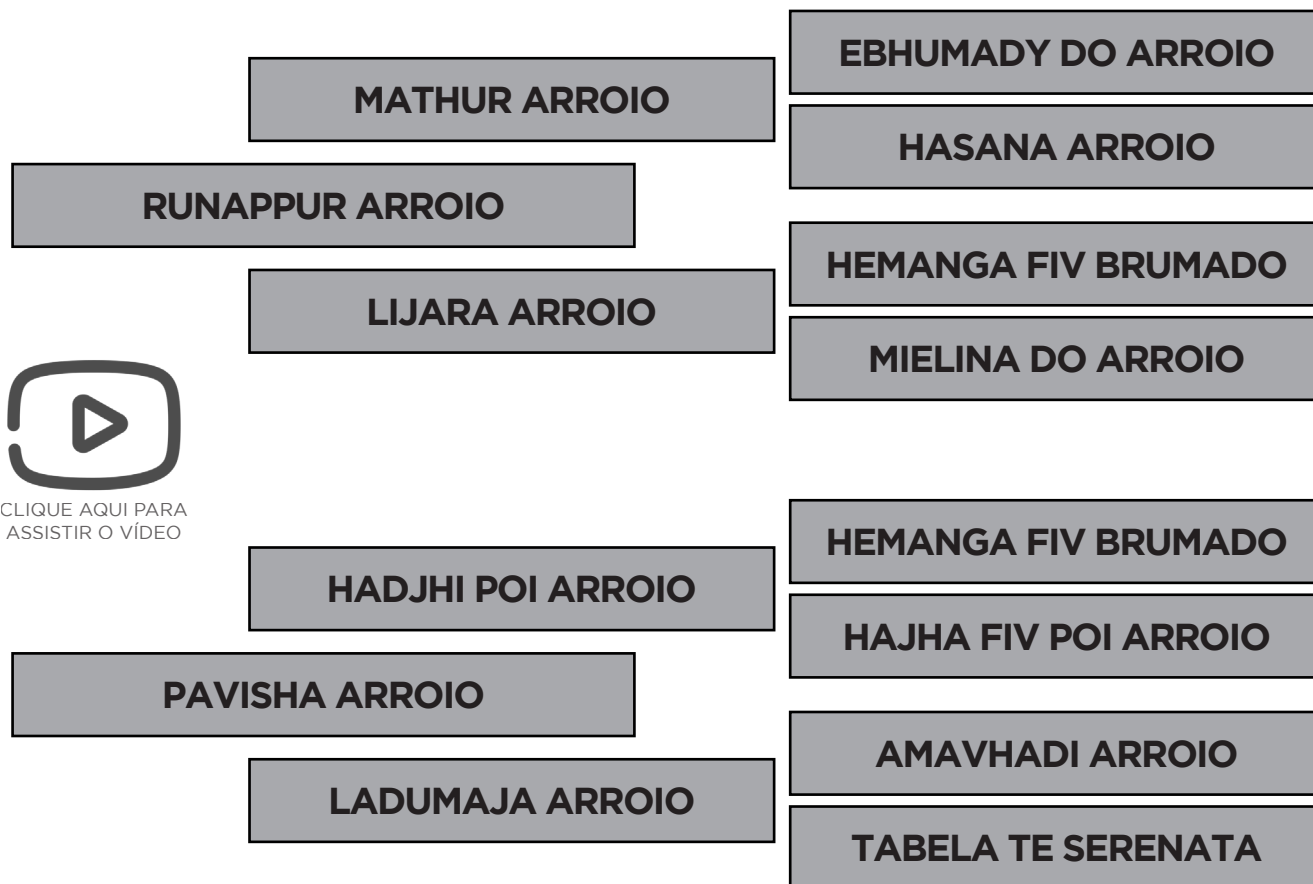 EBHUMADY DO ARROIO
MATHUR ARROIO
HASANA ARROIO
RUNAPPUR ARROIO
HEMANGA FIV BRUMADO
LIJARA ARROIO
MIELINA DO ARROIO
CLIQUE AQUI PARA
ASSISTIR O VÍDEO
HEMANGA FIV BRUMADO
HADJHI POI ARROIO
HAJHA FIV POI ARROIO
PAVISHA ARROIO
AMAVHADI ARROIO
LADUMAJA ARROIO
TABELA TE SERENATA